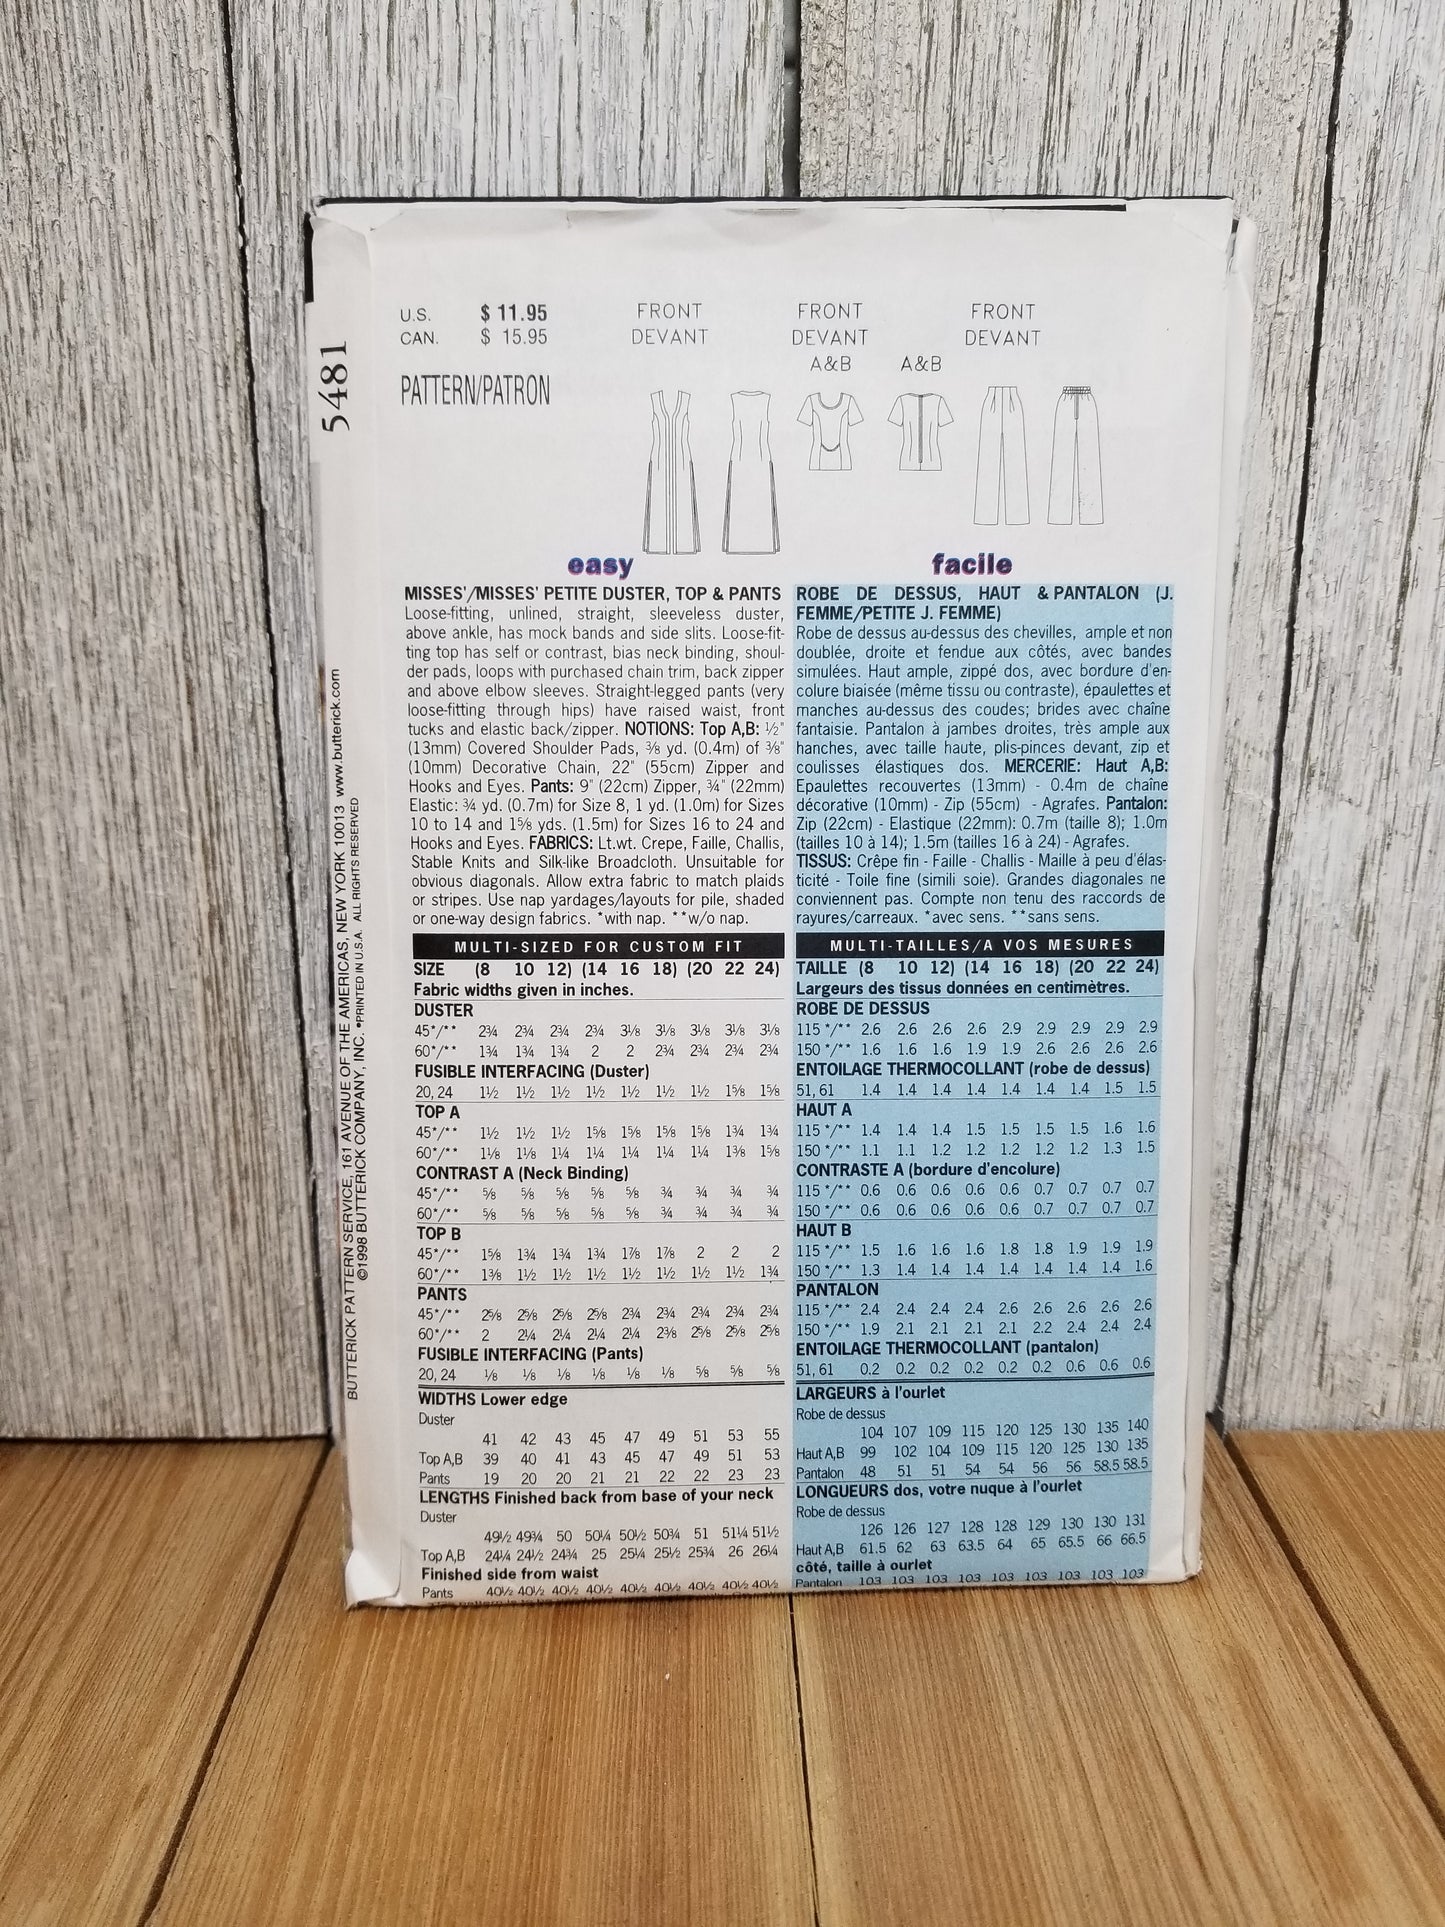 5481
BUTTERICK PATTERN SERVICE, 161 AVENUE OF THE AMERICAS, NEW YORK 10013 www.butterick.com
©1998 BUTTERICK COMPANY, INC. •PRINTED IN U.S.A. ALL RIGHTS RESERVED
U.S. $ 11.95
CAN. $ 15.95
PATTERN/PATRON
FRONT
DEVANT
FRONT
DEVANT
A&B
A&B
FRONT
DEVANT
easy
MISSES'/MISSES' PETITE DUSTER, TOP & PANTS
Loose-fitting, unlined, straight, sleeveless duster,
above ankle, has mock bands and side slits. Loose-fit-
ting top has self or contrast, bias neck binding, shoul-
der pads, loops with purchased chain trim, back zipper
and above elbow sleeves. Straight-legged pants (very
loose-fitting through hips) have raised waist, front
tucks and elastic back/zipper. NOTIONS: Top A,B: ½"
(13mm) Covered Shoulder Pads, ⅜ yd. (0.4m) of ⅜"
(10mm) Decorative Chain, 22" (55cm) Zipper and
Hooks and Eyes. Pants: 9" (22cm) Zipper, ¾" (22mm)
Elastic: ¾ yd. (0.7m) for Size 8, 1 yd. (1.0m) for Sizes
10 to 14 and 1⅝ yds. (1.5m) for Sizes 16 to 24 and
Hooks and Eyes. FABRICS: Lt.wt. Crepe, Faille, Challis,
Stable Knits and Silk-like Broadcloth. Unsuitable for
obvious diagonals. Allow extra fabric to match plaids
or stripes. Use nap yardages/layouts for pile, shaded
or one-way design fabrics. *with nap. **w/o nap.
MULTI-SIZED FOR CUSTOM FIT
SIZE (8 10 12) (14 16 18) (20 22 24)
Fabric widths given in inches.
DUSTER
45*/** 2¾ 2¾ 2¾ 2¾ 3⅛ 3⅛ 3⅛ 3⅛ 3⅛
60*/** 1¾ 1¾ 1¾ 2 2 2¾ 2¾ 2¾ 2¾
FUSIBLE INTERFACING (Duster)
20, 24 1½ 1½ 1½ 1½ 1½ 1½ 1½ 1⅝ 1⅝
TOP A
45*/** 1½ 1½ 1½ 1⅝ 1⅝ 1⅝ 1⅝ 1¾ 1¾
60*/** 1⅛ 1⅛ 1¼ 1¼ 1¼ 1¼ 1¼ 1⅜ 1⅝
CONTRAST A (Neck Binding)
45*/** ⅝ ⅝ ⅝ ⅝ ⅝ ¾ ¾ ¾ ¾
60*/** ⅝ ⅝ ⅝ ⅝ ⅝ ¾ ¾ ¾ ¾
TOP B
45*/** 1⅝ 1¾ 1¾ 1¾ 1⅞ 1⅞ 2 2 2
60*/** 1⅜ 1½ 1½ 1½ 1½ 1½ 1½ 1½ 1¾
PANTS
45*/** 2⅝ 2⅝ 2⅝ 2⅝ 2¾ 2¾ 2¾ 2¾ 2¾
60*/** 2 2¼ 2¼ 2¼ 2¼ 2⅜ 2⅝ 2⅝ 2⅝
FUSIBLE INTERFACING (Pants)
20, 24 ⅛ ⅛ ⅛ ⅛ ⅛ ⅛ ⅝ ⅝ ⅝
WIDTHS Lower edge
Duster
41 42 43 45 47 49 51 53 55
Top A,B 39 40 41 43 45 47 49 51 53
Pants 19 20 20 21 21 22 22 23 23
LENGTHS Finished back from base of your neck
Duster
49½ 49¾ 50 50¼ 50½ 50¾ 51 51¼ 51½
Top A,B 24¼ 24½ 24¾ 25 25¼ 25½ 25¾ 26 26¼
Finished side from waist
Pants 40½ 40½ 40½ 40½ 40½ 40½ 40½ 40½ 40½
facile
ROBE DE DESSUS, HAUT & PANTALON (J.
FEMME/PETITE J. FEMME)
Robe de dessus au-dessus des chevilles, ample et non
doublée, droite et fendue aux côtés, avec bandes
simulées. Haut ample, zippé dos, avec bordure d'en-
colure biaisée (même tissu ou contraste), épaulettes et
manches au-dessus des coudes; brides avec chaîne
fantaisie. Pantalon à jambes droites, très ample aux
hanches, avec taille haute, plis-pinces devant, zip et
coulisses élastiques dos. MERCERIE: Haut A,B:
Epaulettes recouvertes (13mm) - 0.4m de chaîne
décorative (10mm) - Zip (55cm) - Agrafes. Pantalon:
Zip (22cm) - Elastique (22mm): 0.7m (taille 8); 1.0m
(tailles 10 à 14); 1.5m (tailles 16 à 24) - Agrafes.
TISSUS: Crêpe fin - Faille - Challis - Maille à peu d'élas-
ticité - Toile fine (simili soie). Grandes diagonales ne
conviennent pas. Compte non tenu des raccords de
rayures/carreaux. *avec sens. **sans sens.
MULTI-TAILLES/A VOS MESURES
TAILLE (8 10 12) (14 16 18) (20 22 24)
Largeurs des tissus données en centimètres.
ROBE DE DESSUS
115 */** 2.6 2.6 2.6 2.6 2.9 2.9 2.9 2.9 2.9
150 */** 1.6 1.6 1.6 1.9 1.9 2.6 2.6 2.6 2.6
ENTOILAGE THERMOCOLLANT (robe de dessus)
51, 61 1.4 1.4 1.4 1.4 1.4 1.4 1.4 1.5 1.5
HAUT A
115 */** 1.4 1.4 1.4 1.5 1.5 1.5 1.5 1.6 1.6
150 */** 1.1 1.1 1.2 1.2 1.2 1.2 1.2 1.3 1.5
CONTRASTE A (bordure d'encolure)
115 */** 0.6 0.6 0.6 0.6 0.6 0.7 0.7 0.7 0.7
150 */** 0.6 0.6 0.6 0.6 0.6 0.7 0.7 0.7 0.7
HAUT B
115 */** 1.5 1.6 1.6 1.6 1.8 1.8 1.9 1.9 1.9
150 */** 1.3 1.4 1.4 1.4 1.4 1.4 1.4 1.4 1.6
PANTALON
115 */** 2.4 2.4 2.4 2.4 2.6 2.6 2.6 2.6 2.6
150 */** 1.9 2.1 2.1 2.1 2.1 2.2 2.4 2.4 2.4
ENTOILAGE THERMOCOLLANT (pantalon)
51, 61 0.2 0.2 0.2 0.2 0.2 0.2 0.6 0.6 0.6
LARGEURS à l'ourlet
Robe de dessus
104 107 109 115 120 125 130 135 140
Haut A,B 99 102 104 109 115 120 125 130 135
Pantalon 48 51 51 54 54 56 56 58.5 58.5
LONGUEURS dos, votre nuque à l'ourlet
Robe de dessus
126 126 127 128 128 129 130 130 131
Haut A,B 61.5 62 63 63.5 64 65 65.5 66 66.5
côté, taille à ourlet
Pantalon 103 103 103 103 103 103 103 103 103